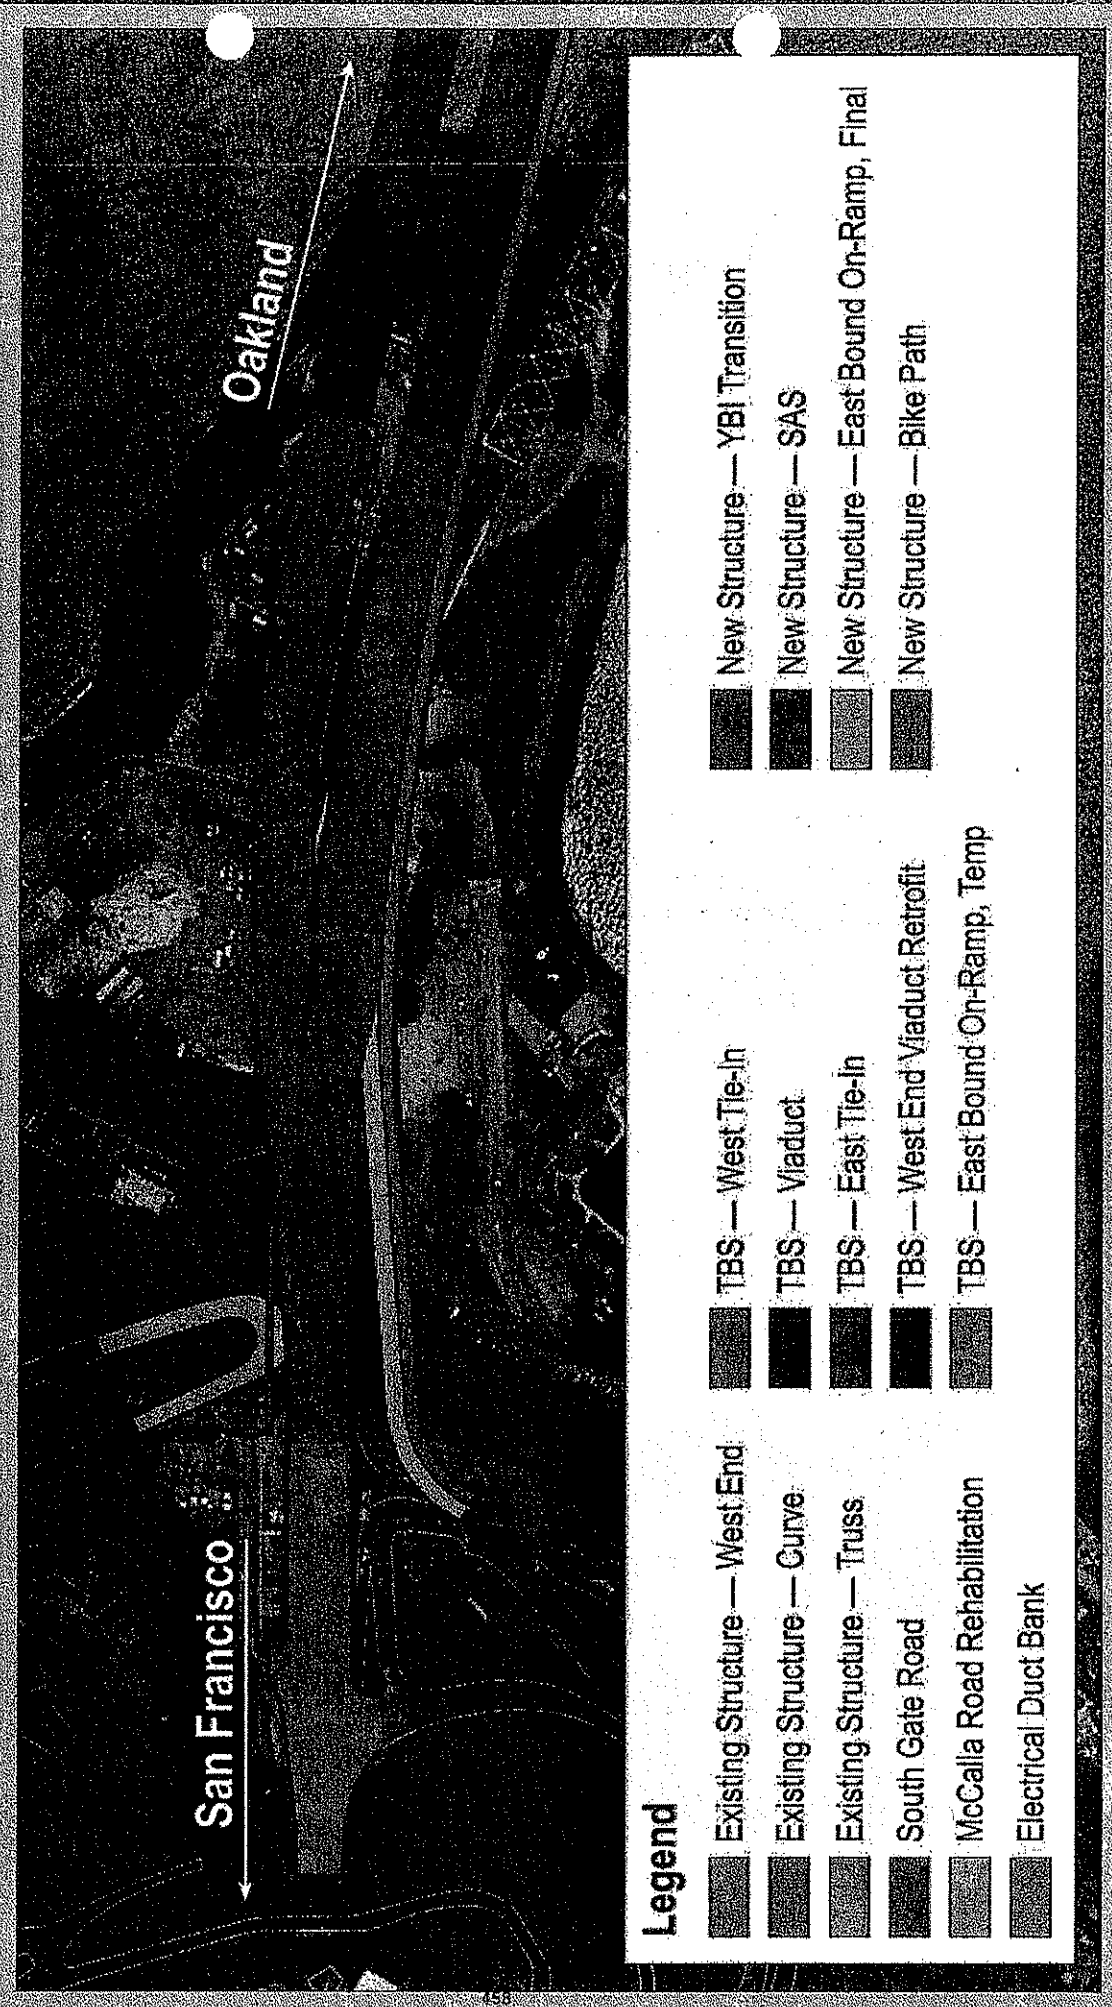 San Francisco
Oakland
Legend
Existing Structure — West End
Existing Structure — Curve
Existing Structure — Truss
South Gate Road
McCalla Road Rehabilitation
Electrical Duct Bank
TBS — West Tie-In
TBS — Viaduct
TBS — East Tie-In
TBS — West End Viaduct Retrofit
TBS — East Bound On-Ramp, Temp
New Structure — YBI Transition
New Structure — SAS
New Structure — East Bound On-Ramp, Final
New Structure — Bike Path